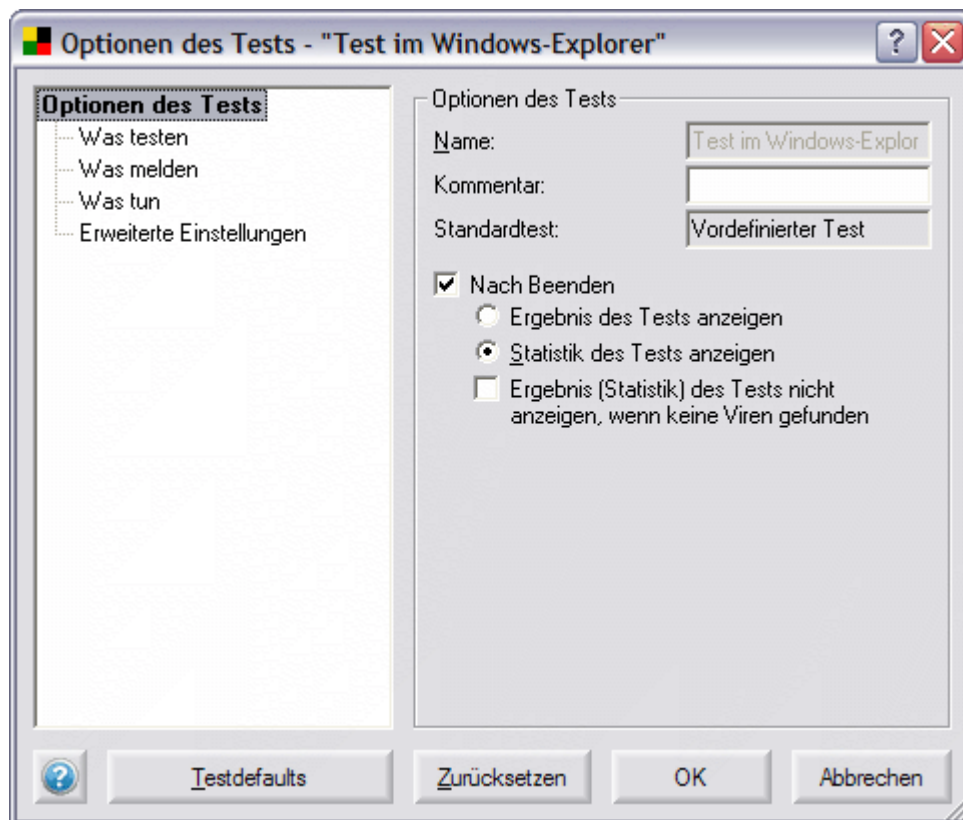 Optionen des Tests - "Test im Windows-Explorer"
Optionen des Tests
Was testen
Was melden
Was tun
Erweiterte Einstellungen
Optionen des Tests
Name:
Test im Windows-Explor
Kommentar:
Standardtest:
Vordefinierter Test
Nach Beenden
Ergebnis des Tests anzeigen
Statistik des Tests anzeigen
Ergebnis (Statistik) des Tests nicht
anzeigen, wenn keine Viren gefunden
Testdefaults
Zurücksetzen
OK
Abbrechen